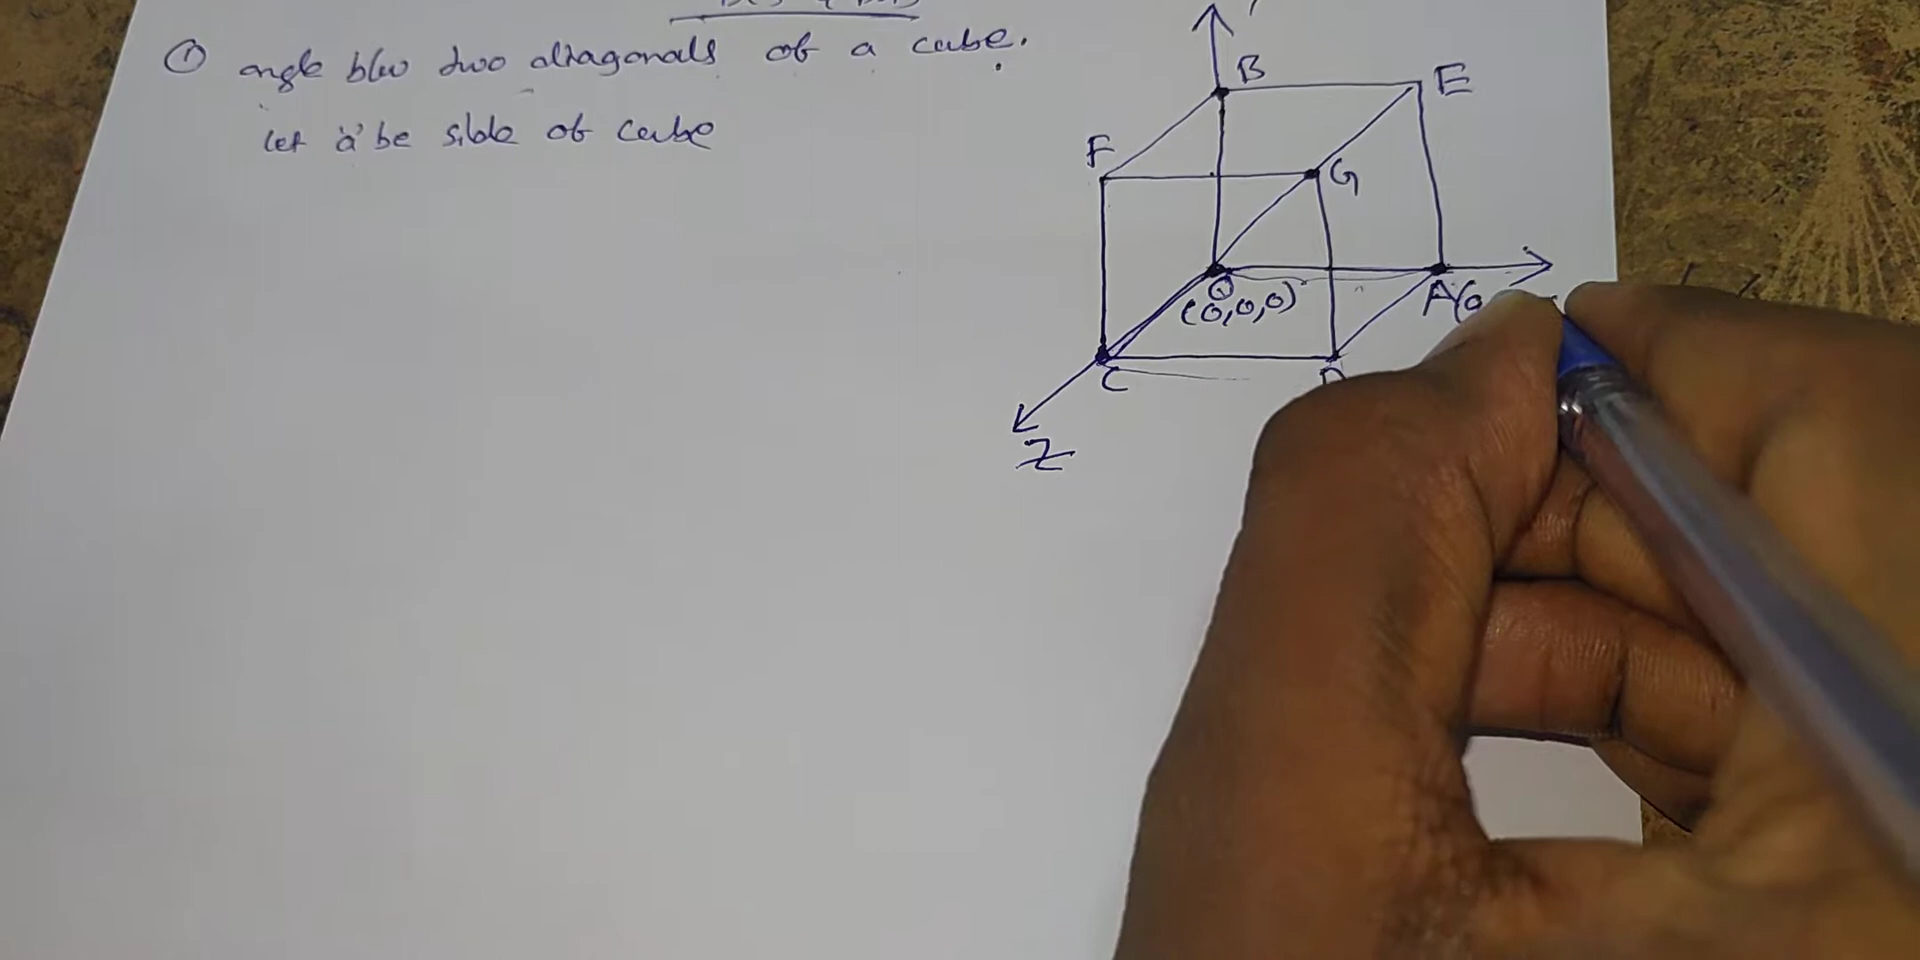 ① angle b/w two diagonals of a cube.
let 'a' be side of cube
B
E
F
G
O
(0,0,0)
A(a
C
D
Z